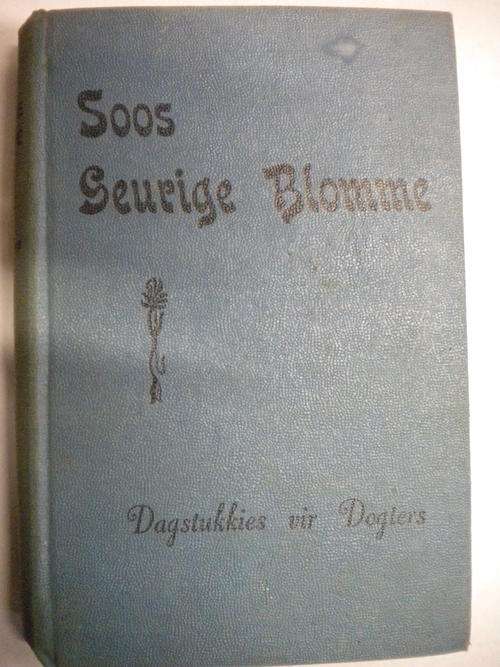 Soos
Geurige Blomme
Dagstukkies vir Dogters